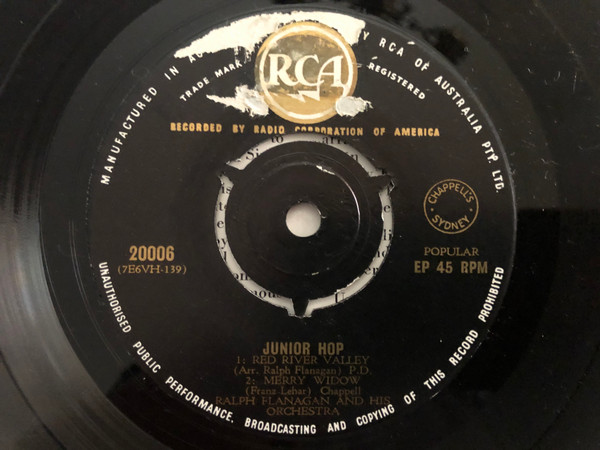 MANUFACTURED IN AU
Y RCA OF AUSTRALIA PTY. LTD.
TRADE MARK
RCA
REGISTERED
RECORDED BY RADIO CORPORATION OF AMERICA
CHAPPELL'S
SYDNEY
20006
(7E6VH-139)
POPULAR
EP 45 RPM
JUNIOR HOP
1: RED RIVER VALLEY
(Arr. Ralph Flanagan) P.D.
2: MERRY WIDOW
(Franz Lehar) Chappell
RALPH FLANAGAN AND HIS
ORCHESTRA
UNAUTHORISED PUBLIC PERFORMANCE, BROADCASTING AND COPYING OF THIS RECORD PROHIBITED